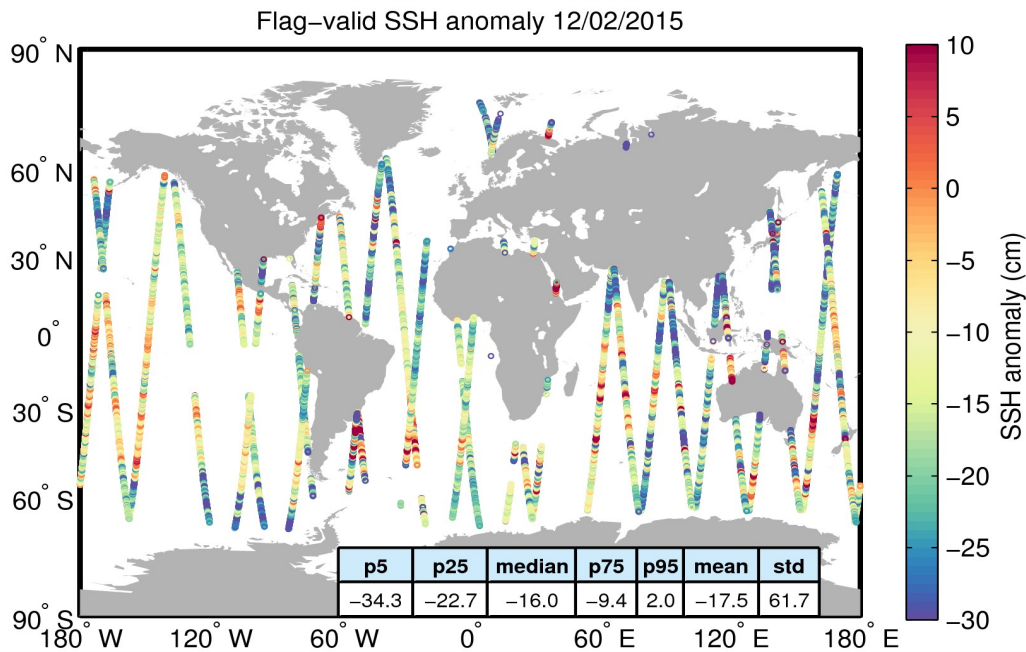 Flag−valid SSH anomaly 12/02/2015
90° N
60° N
30° N
0°
30° S
60° S
90° S
180° W 120° W 60° W 0° 60° E 120° E 180° E
p5 p25 median p75 p95 mean std
−34.3 −22.7 −16.0 −9.4 2.0 −17.5 61.7
10
5
0
−5
−10
−15
−20
−25
−30
SSH anomaly (cm)